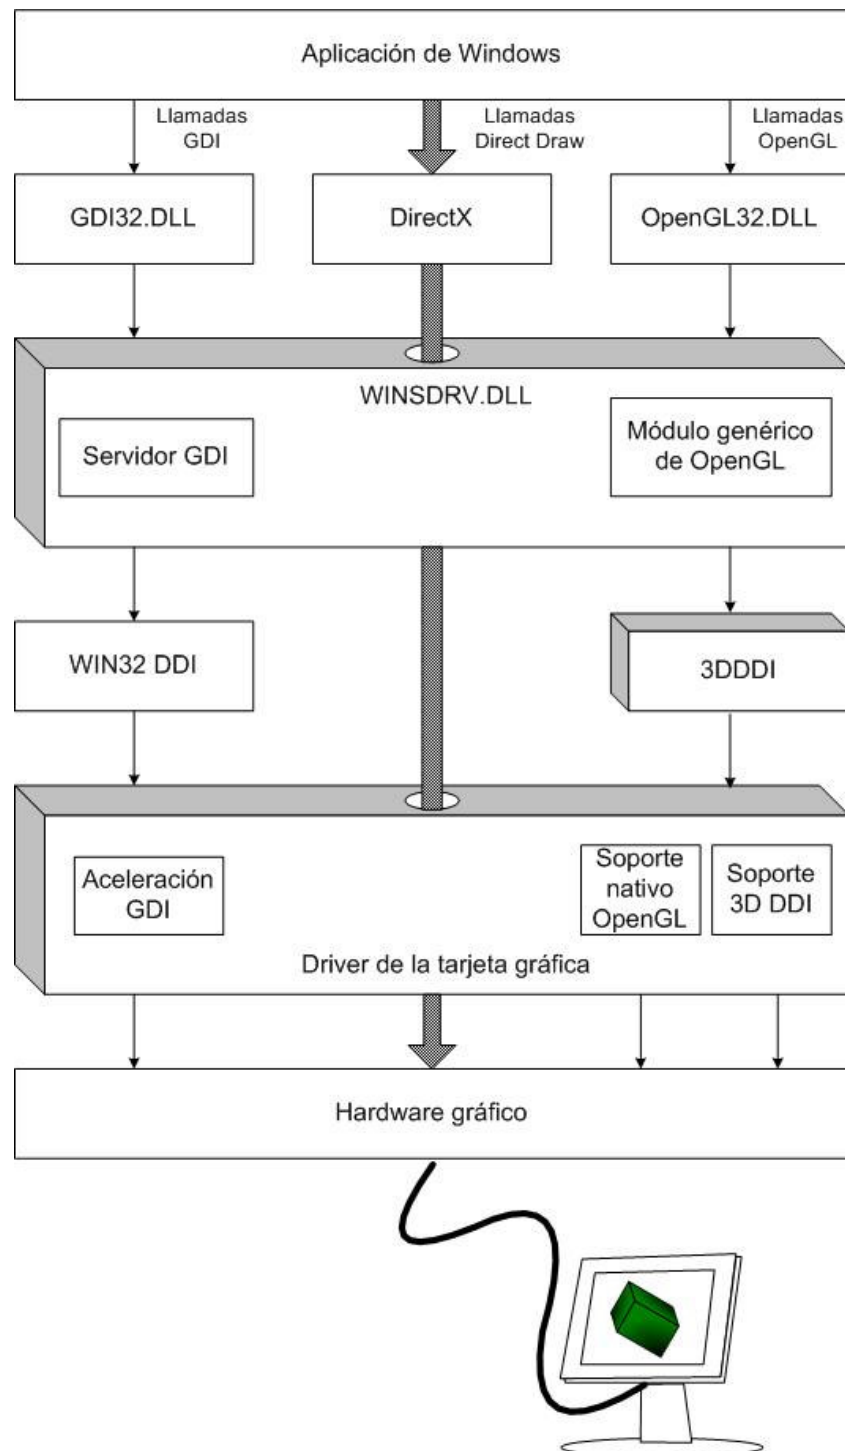 Aplicación de Windows
Llamadas
GDI
Llamadas
Direct Draw
Llamadas
OpenGL
GDI32.DLL
DirectX
OpenGL32.DLL
WINSDRV.DLL
Servidor GDI
Módulo genérico
de OpenGL
WIN32 DDI
3DDDI
Aceleración
GDI
Soporte
nativo
OpenGL
Soporte
3D DDI
Driver de la tarjeta gráfica
Hardware gráfico